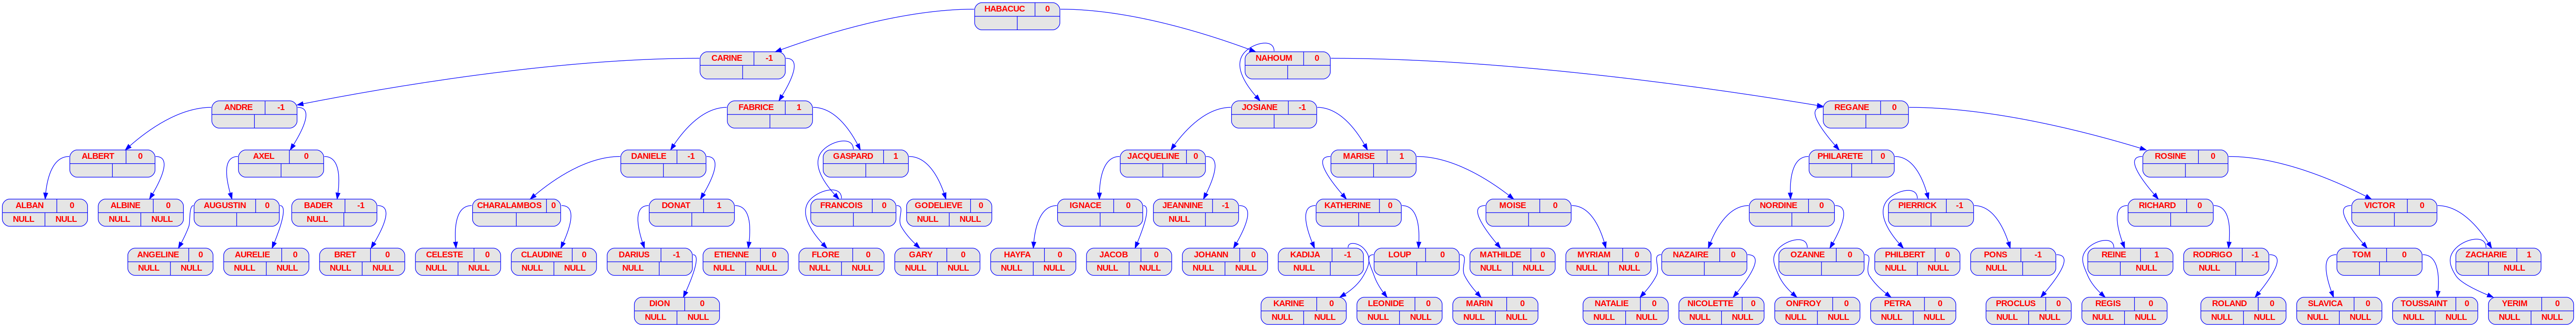 HABACUC 0
CARINE -1
NAHOUM 0
ANDRE -1
FABRICE 1
JOSIANE -1
REGANE 0
ALBERT 0
AXEL 0
DANIELE -1
GASPARD 1
JACQUELINE 0
MARISE 1
PHILARETE 0
ROSINE 0
ALBAN 0
NULL NULL
ALBINE 0
NULL NULL
AUGUSTIN 0
BADER -1
NULL
CHARALAMBOS 0
DONAT 1
FRANCOIS 0
GODELIEVE 0
NULL NULL
IGNACE 0
JEANNINE -1
NULL
KATHERINE 0
MOISE 0
NORDINE 0
PIERRICK -1
RICHARD 0
VICTOR 0
ANGELINE 0
NULL NULL
AURELIE 0
NULL NULL
BRET 0
NULL NULL
CELESTE 0
NULL NULL
CLAUDINE 0
NULL NULL
DARIUS -1
NULL
ETIENNE 0
NULL NULL
FLORE 0
NULL NULL
GARY 0
NULL NULL
HAYFA 0
NULL NULL
JACOB 0
NULL NULL
JOHANN 0
NULL NULL
KADIJA -1
NULL
LOUP 0
MATHILDE 0
NULL NULL
MYRIAM 0
NULL NULL
NAZAIRE 0
OZANNE 0
PHILBERT 0
NULL NULL
PONS -1
NULL
REINE 1
NULL
RODRIGO -1
NULL
TOM 0
ZACHARIE 1
NULL
DION 0
NULL NULL
KARINE 0
NULL NULL
LEONIDE 0
NULL NULL
MARIN 0
NULL NULL
NATALIE 0
NULL NULL
NICOLETTE 0
NULL NULL
ONFROY 0
NULL NULL
PETRA 0
NULL NULL
PROCLUS 0
NULL NULL
REGIS 0
NULL NULL
ROLAND 0
NULL NULL
SLAVICA 0
NULL NULL
TOUSSAINT 0
NULL NULL
YERIM 0
NULL NULL